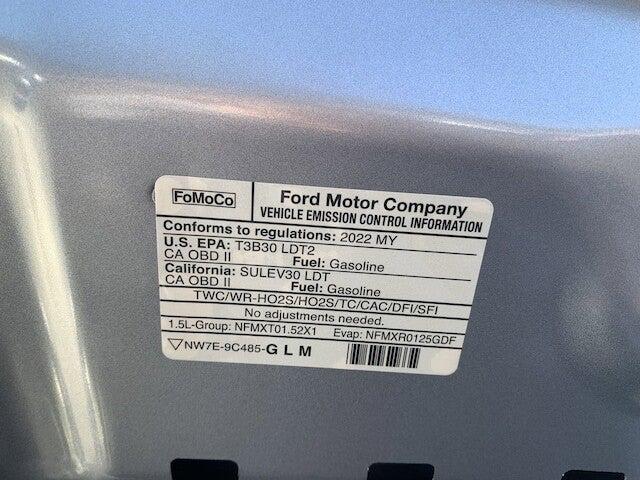 FoMoCo
Ford Motor Company
VEHICLE EMISSION CONTROL INFORMATION
Conforms to regulations: 2022 MY
U.S. EPA: T3B30 LDT2
CA OBD II Fuel: Gasoline
California: SULEV30 LDT
CA OBD II Fuel: Gasoline
TWC/WR-HO2S/HO2S/TC/CAC/DFI/SFI
No adjustments needed.
1.5L-Group: NFMXT01.52X1 Evap: NFMXR0125GDF
NW7E-9C485-GLM